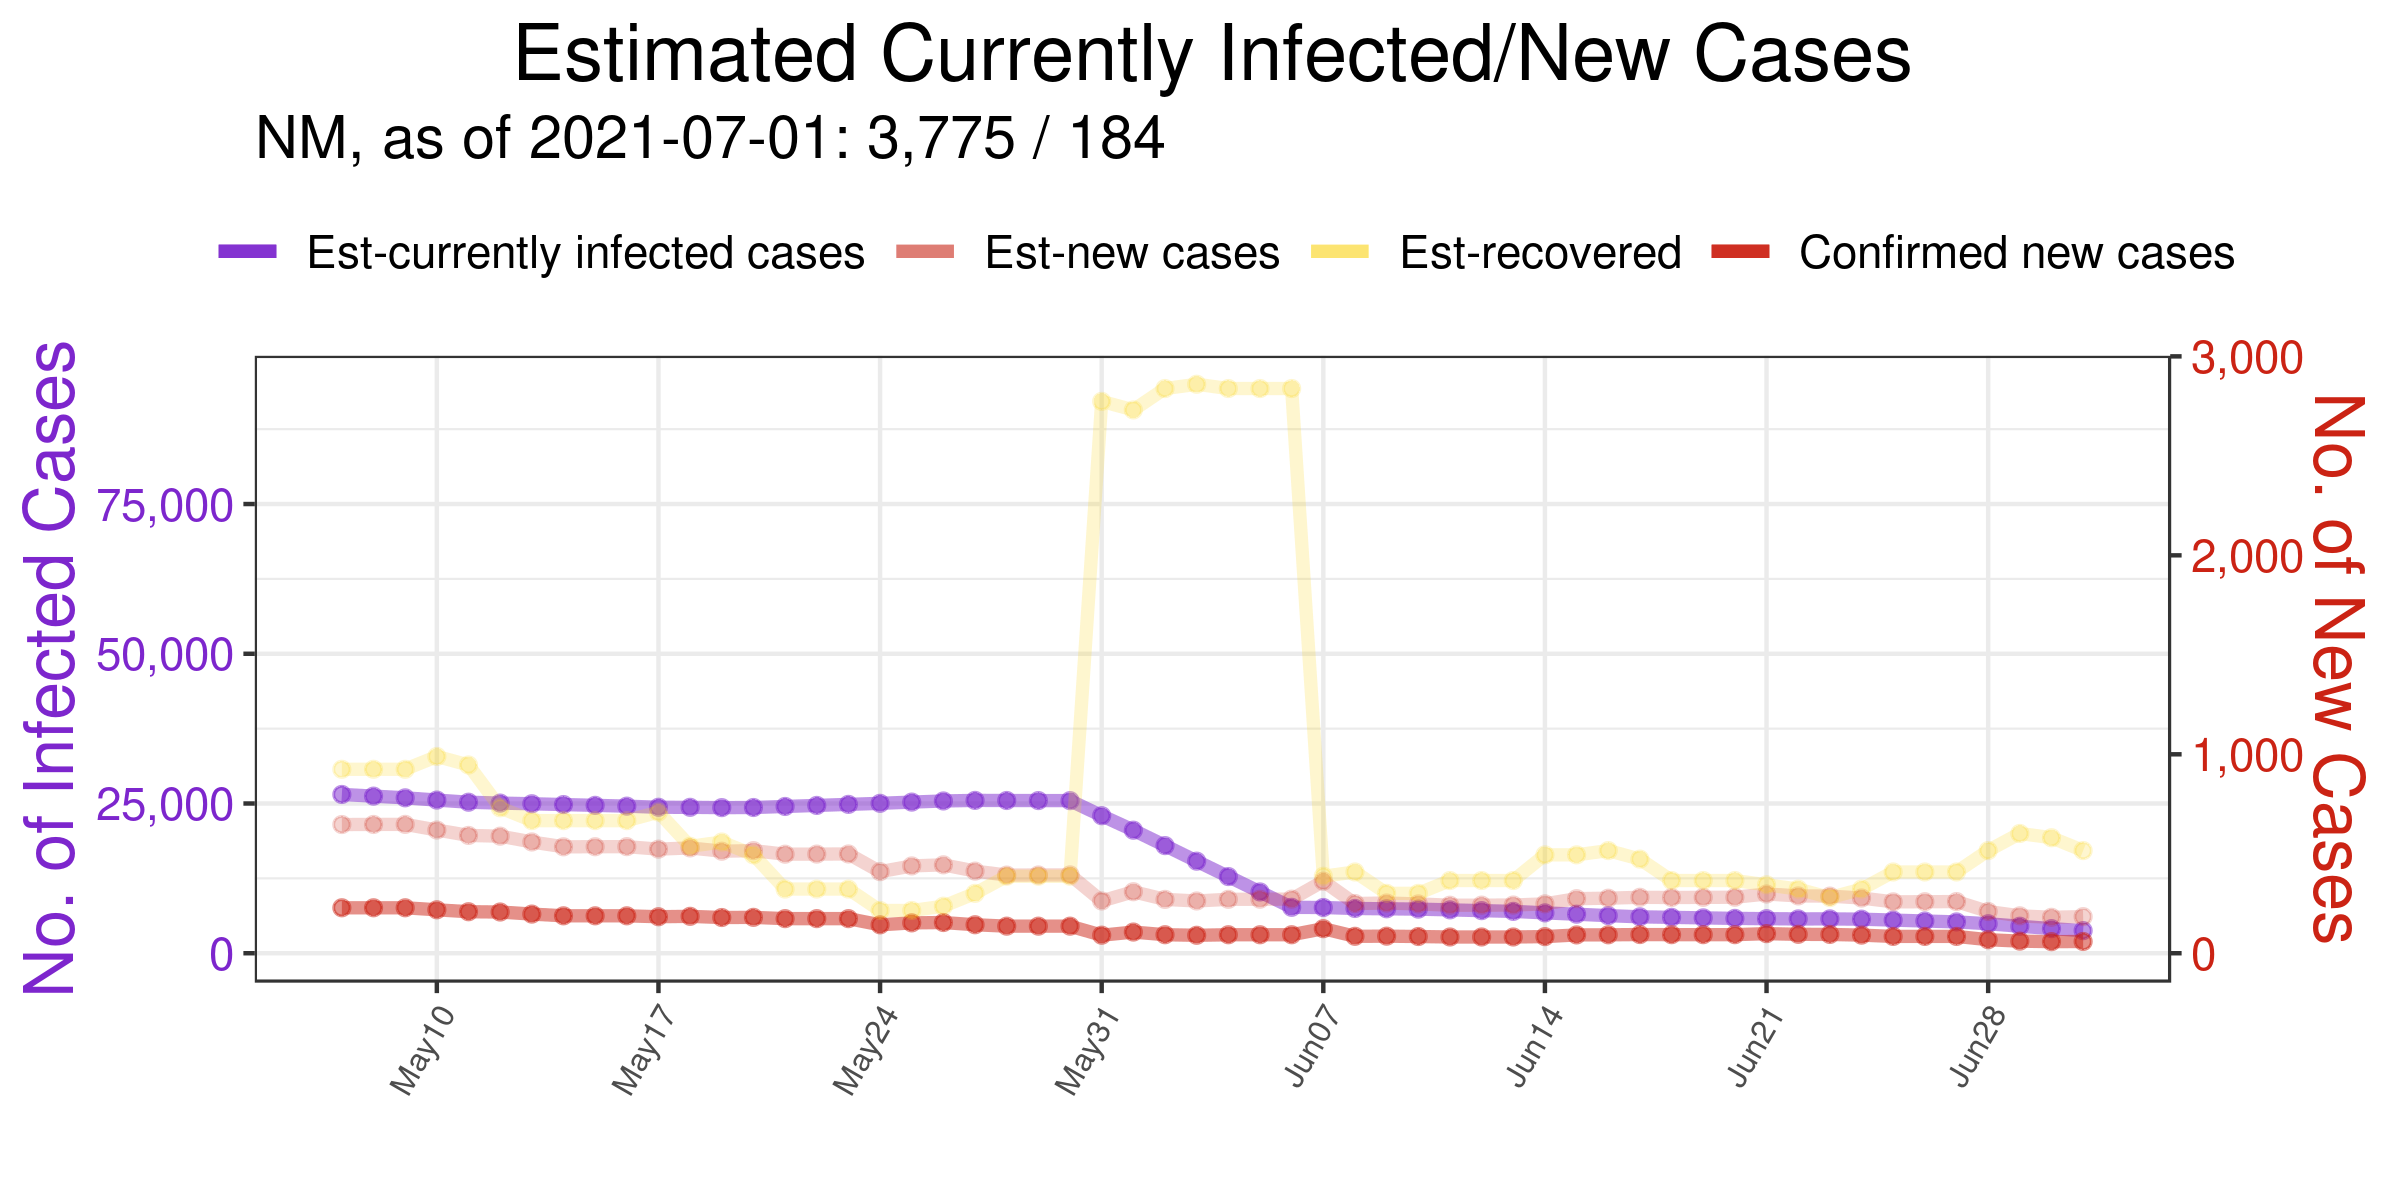 Estimated Currently Infected/New Cases
NM, as of 2021-07-01: 3,775 / 184
Est-currently infected cases Est-new cases Est-recovered Confirmed new cases
No. of Infected Cases
75,000
50,000
25,000
0
3,000
2,000
1,000
0
No. of New Cases
May10 May17 May24 May31 Jun07 Jun14 Jun21 Jun28